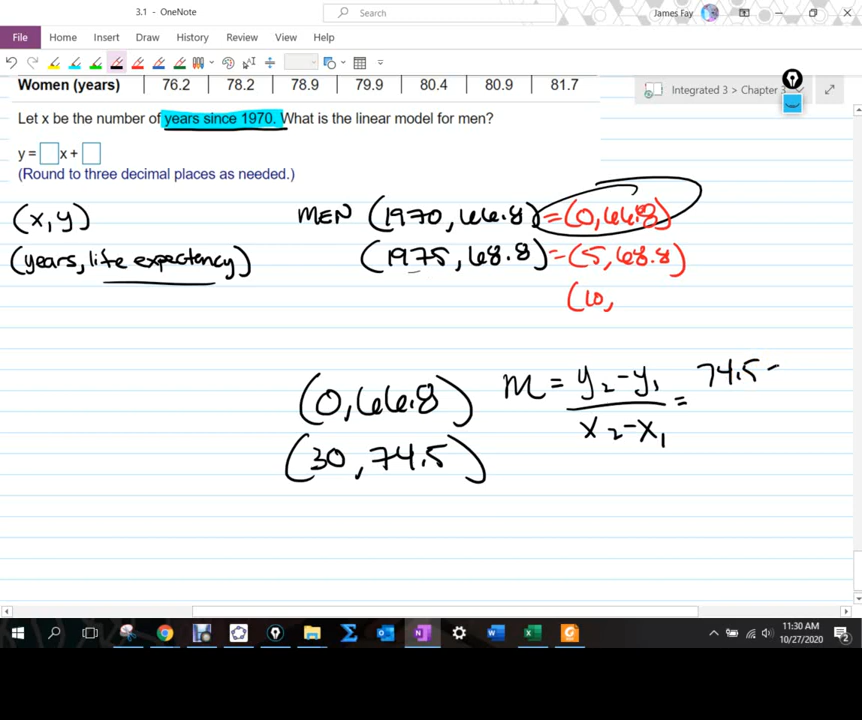 3.1 - OneNote
Search
James Fay
File Home Insert Draw History Review View Help
Women (years) 76.2 78.2 78.9 79.9 80.4 80.9 81.7
Integrated 3 > Chapter 3
Let x be the number of years since 1970. What is the linear model for men?
y = x +
(Round to three decimal places as needed.)
(x, y) MEN (1970, 66.8) = (0, 66.8)
(years, life expectency) (1975, 68.8) = (5, 68.8)
(10,
(0, 66.8) m = y₂ - y₁ / x₂ - x₁ = 74.5 -
(30, 74.5)
11:30 AM
10/27/2020
2